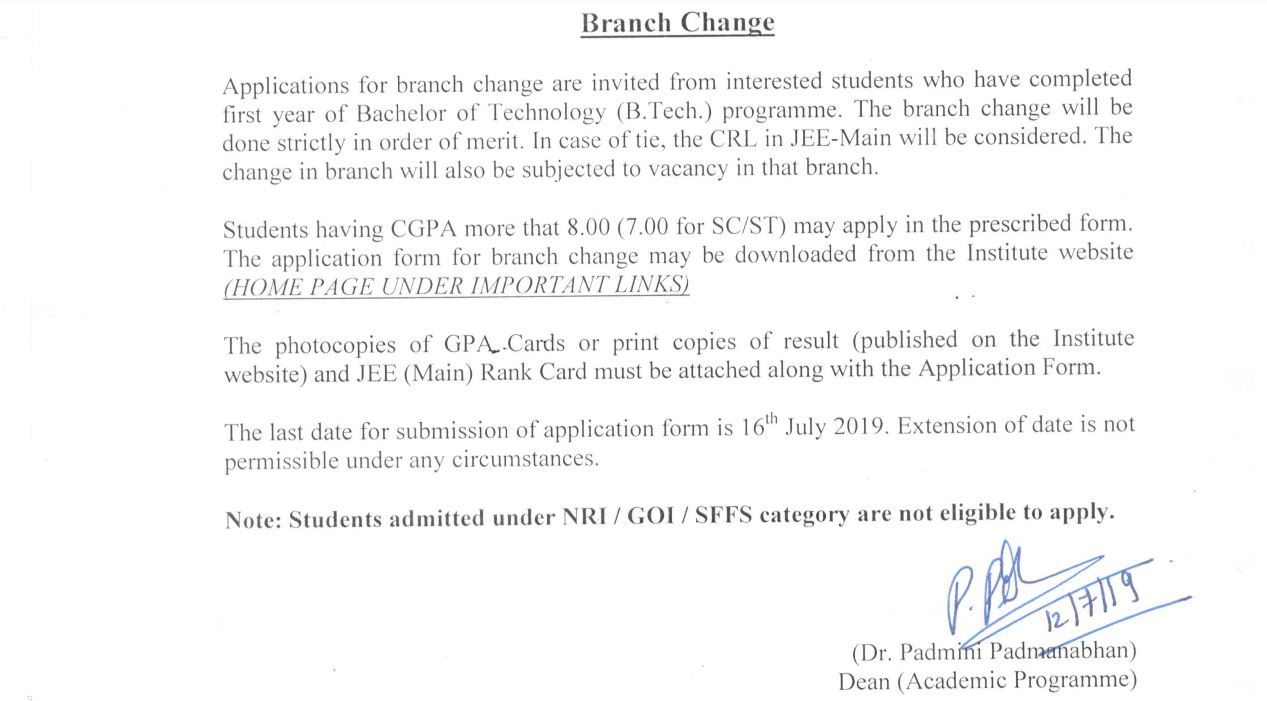 Branch Change
Applications for branch change are invited from interested students who have completed
first year of Bachelor of Technology (B.Tech.) programme. The branch change will be
done strictly in order of merit. In case of tie, the CRL in JEE-Main will be considered. The
change in branch will also be subjected to vacancy in that branch.
Students having CGPA more that 8.00 (7.00 for SC/ST) may apply in the prescribed form.
The application form for branch change may be downloaded from the Institute website
(HOME PAGE UNDER IMPORTANT LINKS)
The photocopies of GPA Cards or print copies of result (published on the Institute
website) and JEE (Main) Rank Card must be attached along with the Application Form.
The last date for submission of application form is 16th July 2019. Extension of date is not
permissible under any circumstances.
Note: Students admitted under NRI / GOI / SFFS category are not eligible to apply.
12/7/19
(Dr. Padmini Padmanabhan)
Dean (Academic Programme)